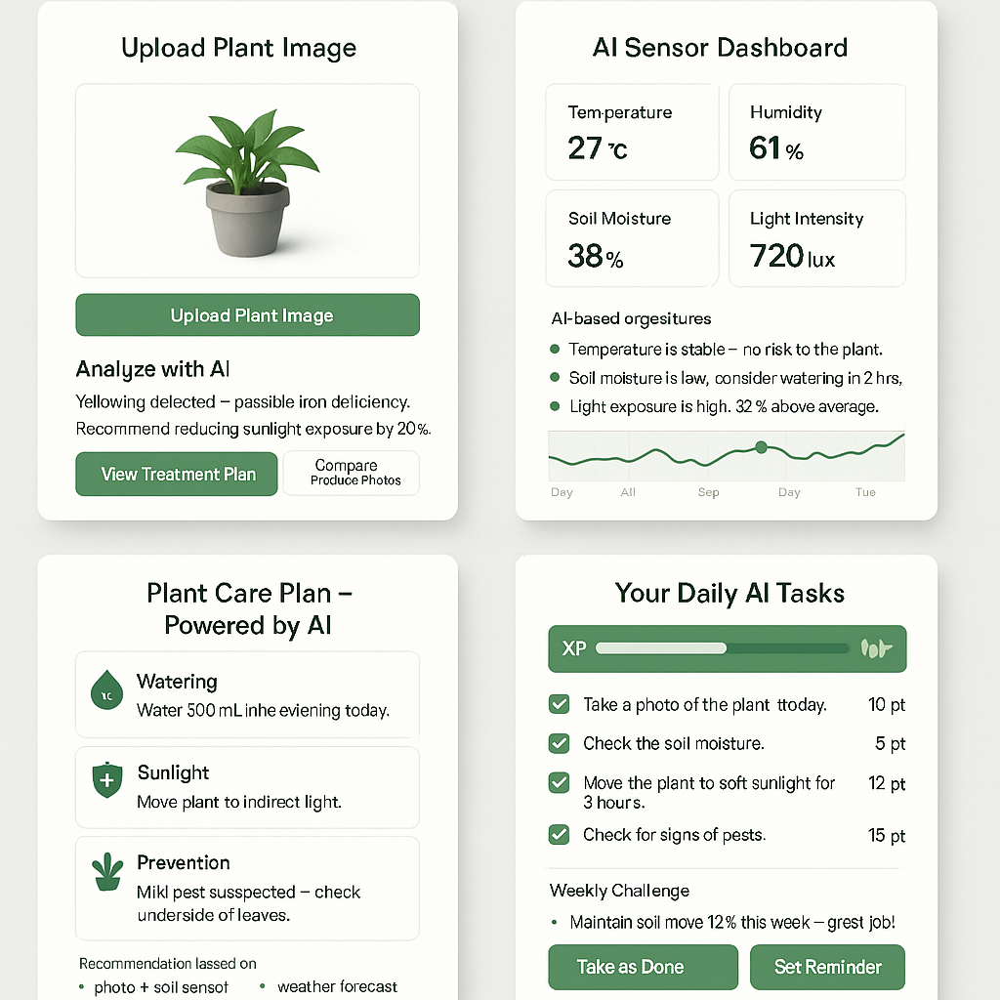 Upload Plant Image
Upload Plant Image
Analyze with AI
Yellowing delected – passible iron deliciency.
Recommend reducing sunlight exposure by 20%.
View Treatment Plan
Compare
Produce Photos
AI Sensor Dashboard
Temperature
27 °C
Humidity
61 %
Soil Moisture
38 %
Light Intensity
720 lux
AI-based orgesitures
Temperature is stable – no risk to the plant.
Soil moisture is law, consider watering in 2 hrs,
Light exposure is high. 32 % above average.
Day All Sep Day Tue
Plant Care Plan –
Powered by AI
Watering
Water 500 mL inhe eviening today.
Sunlight
Move plant to indirect light.
Prevention
Mikl pest susspected – check
underside of leaves.
Recommendation lassed on
• photo + soil sensof
• weather forecast
Your Daily AI Tasks
XP
Take a photo of the plant ttoday. 10 pt
Check the soil moisture. 5 pt
Move the plant to soft sunlight for 12 pt
3 hours.
Check for signs of pests. 15 pt
Weekly Challenge
• Maintain soil move 12% this week – grest job!
Take as Done
Set Reminder